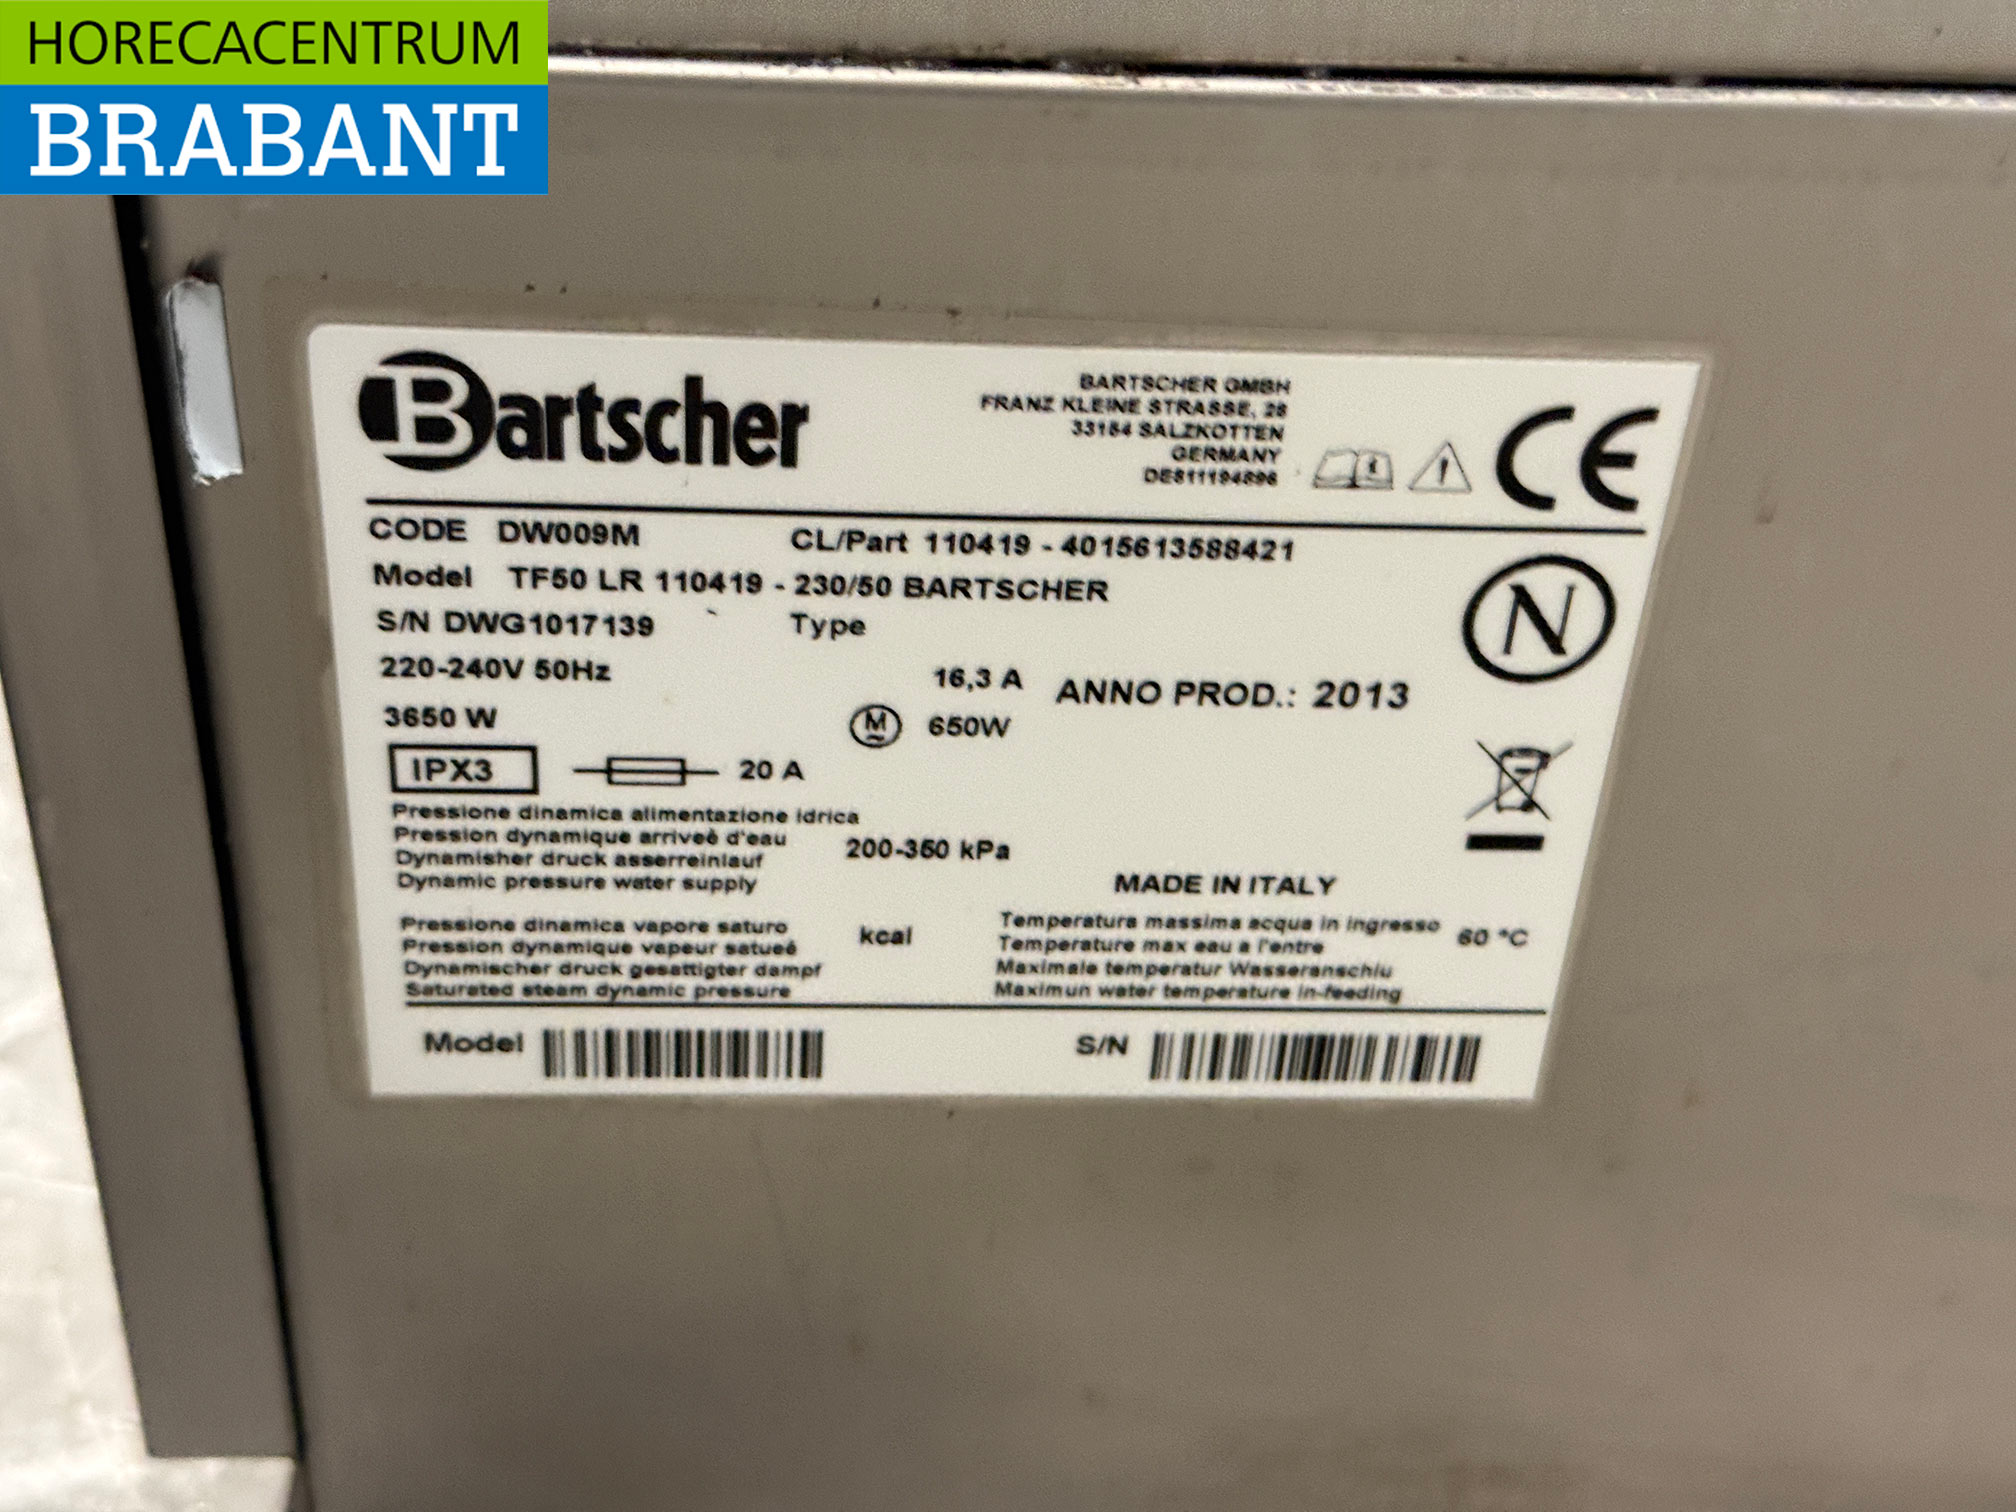 HORECACENTRUM
BRABANT
Bartscher
BARTSCHER GMBH
FRANZ KLEINE STRASSE, 28
33154 SALZKOTTEN
GERMANY
DE811194896
CE
CODE DW009M CL/Part 110419 - 4015613588421
Model TF50 LR 110419 - 230/50 BARTSCHER
S/N DWG1017139 Type
N
220-240V 50Hz 16,3 A ANNO PROD.: 2013
3650 W M 650W
IPX3 20 A
Pressione dinamica alimentazione idrica
Pression dynamique arriveè d'eau
Dynamisher druck asserreinlauf
Dynamic pressure water supply
200-350 kPa
MADE IN ITALY
Pressione dinamica vapore saturo
Pression dynamique vapeur satueé
Dynamischer druck gesattigter dampf
Saturated steam dynamic pressure
kcal
Temperatura massima acqua in ingresso
Temperature max eau a l'entre
Maximale temperatur Wasseranschlu
Maximun water temperature in-feeding
60 °C
Model S/N